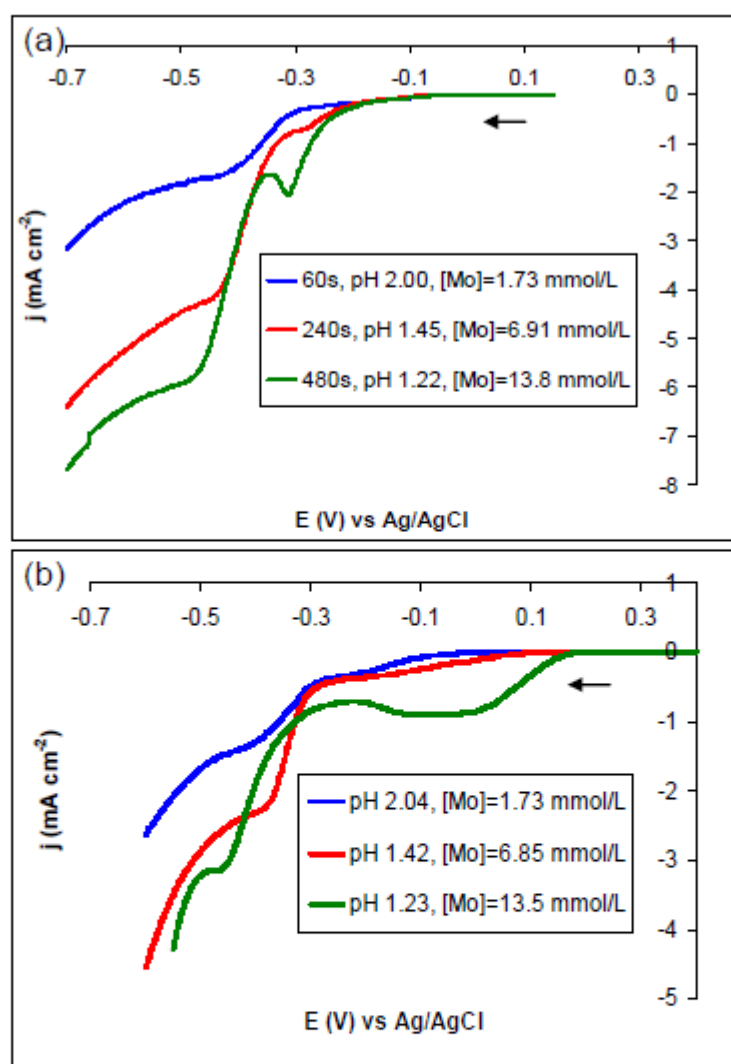 (a)
1
-0.7 -0.5 -0.3 -0.1 0.1 0.3
0
-1
-2
-3
-4
-5
-6
-7
-8
j (mA cm-2)
60s, pH 2.00, [Mo]=1.73 mmol/L
240s, pH 1.45, [Mo]=6.91 mmol/L
480s, pH 1.22, [Mo]=13.8 mmol/L
E (V) vs Ag/AgCl
(b)
1
-0.7 -0.5 -0.3 -0.1 0.1 0.3
0
-1
-2
-3
-4
-5
j (mA cm-2)
pH 2.04, [Mo]=1.73 mmol/L
pH 1.42, [Mo]=6.85 mmol/L
pH 1.23, [Mo]=13.5 mmol/L
E (V) vs Ag/AgCl